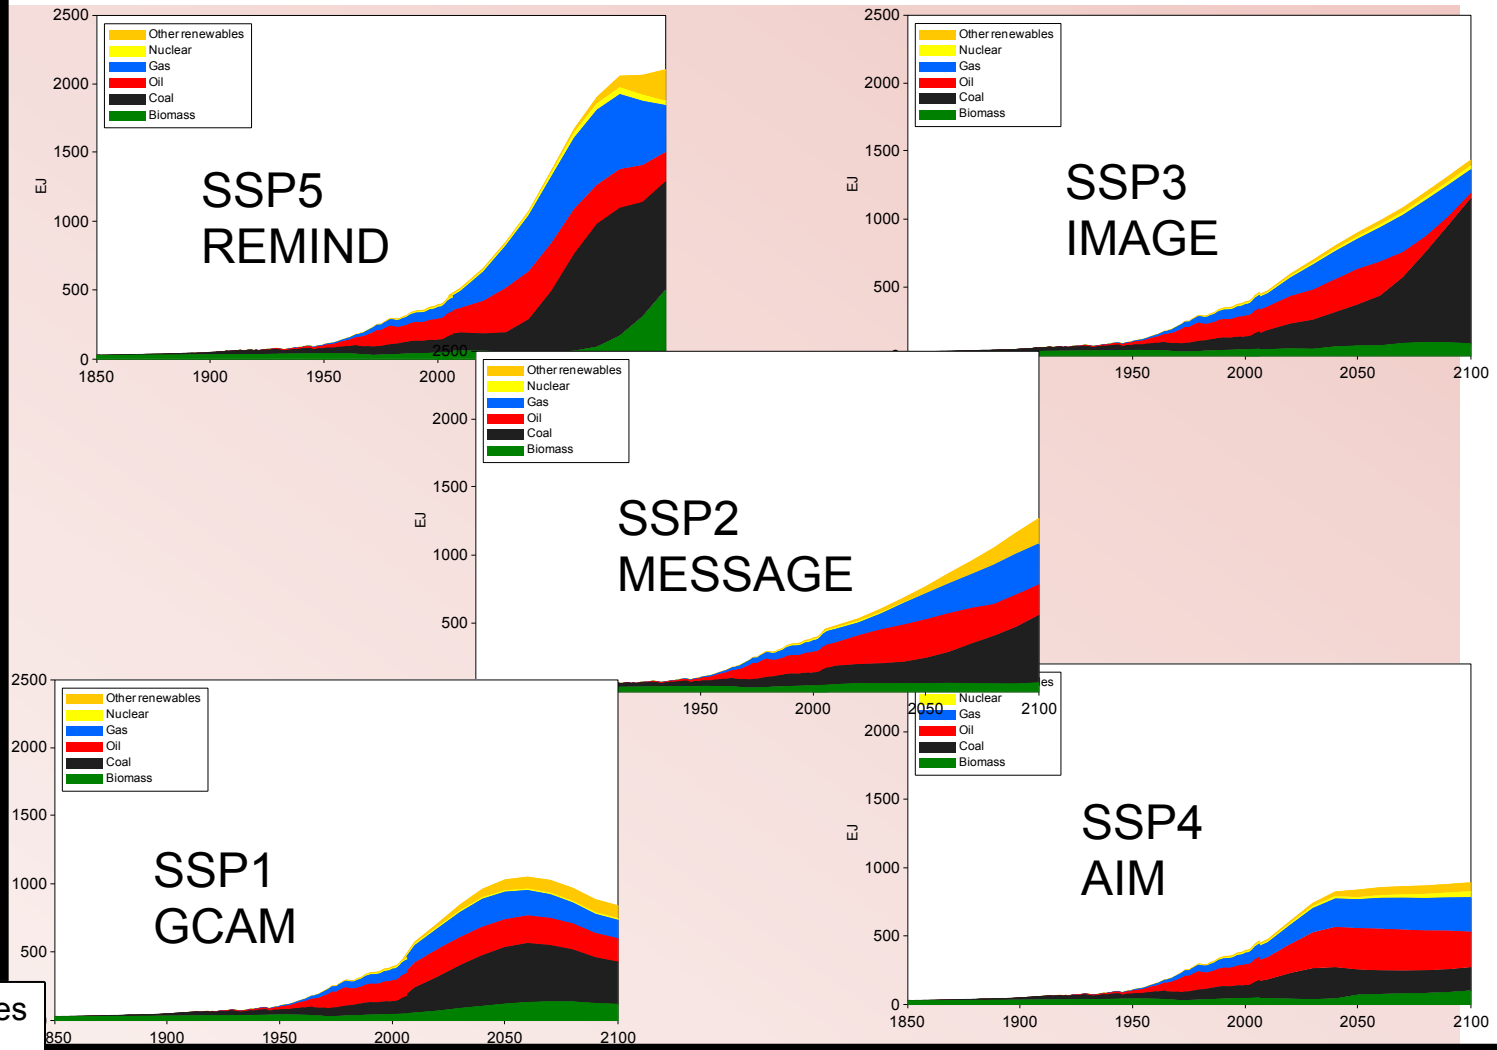 2500
2000
1500
1000
500
0
EJ
Other renewables
Nuclear
Gas
Oil
Coal
Biomass
SSP5
REMIND
1850
1900
1950
2000
2500
2000
1500
1000
500
EJ
Other renewables
Nuclear
Gas
Oil
Coal
Biomass
SSP3
IMAGE
1950
2000
2050
2100
2500
2000
1500
1000
500
EJ
Other renewables
Nuclear
Gas
Oil
Coal
Biomass
SSP2
MESSAGE
1950
2000
2050
2100
2500
2000
1500
1000
500
Other renewables
Nuclear
Gas
Oil
Coal
Biomass
SSP1
GCAM
es
850
1900
1950
2000
2050
2100
2000
1500
1000
500
0
EJ
es
Nuclear
Gas
Oil
Coal
Biomass
SSP4
AIM
1850
1900
1950
2000
2050
2100